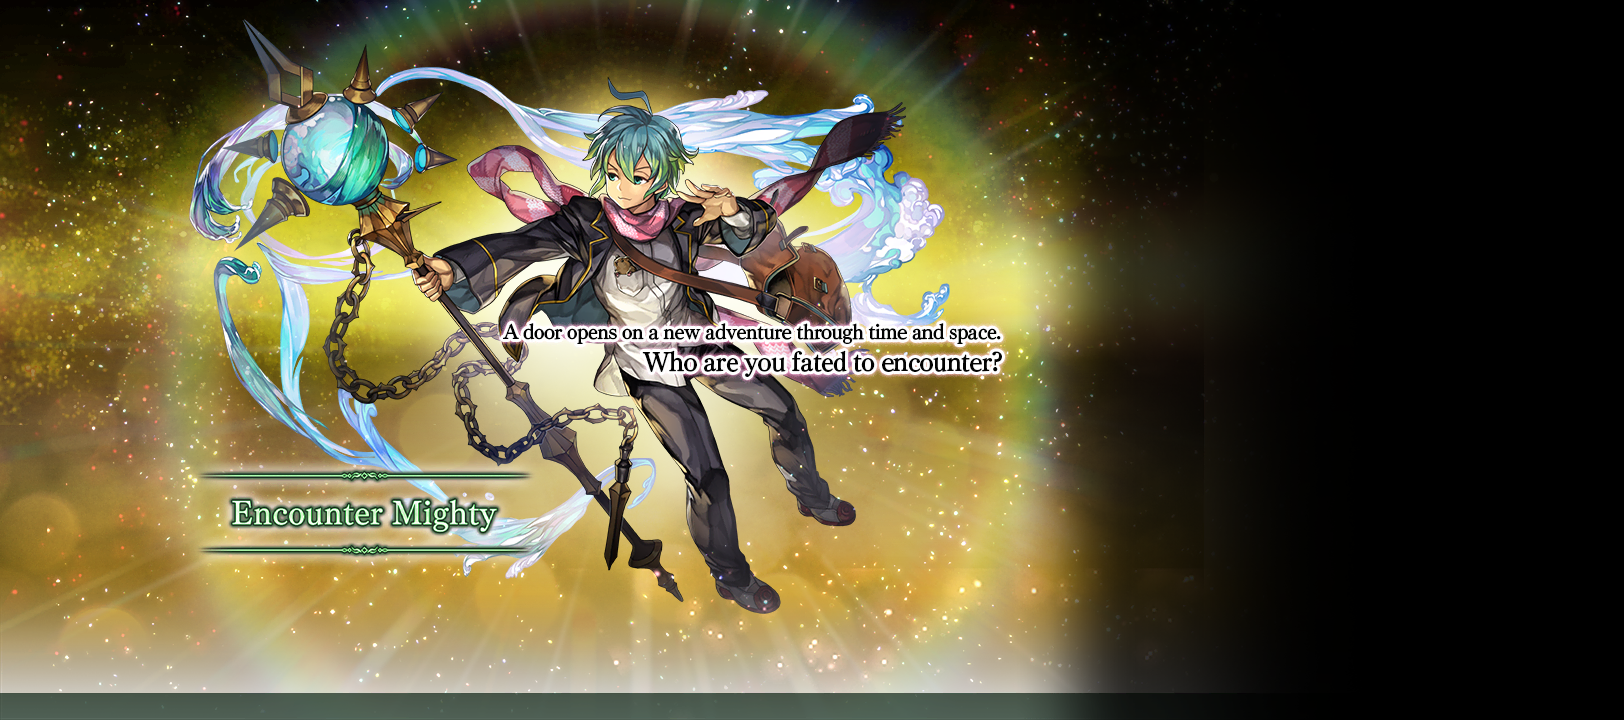 A door opens on a new adventure through time and space.
Who are you fated to encounter?
Encounter Mighty